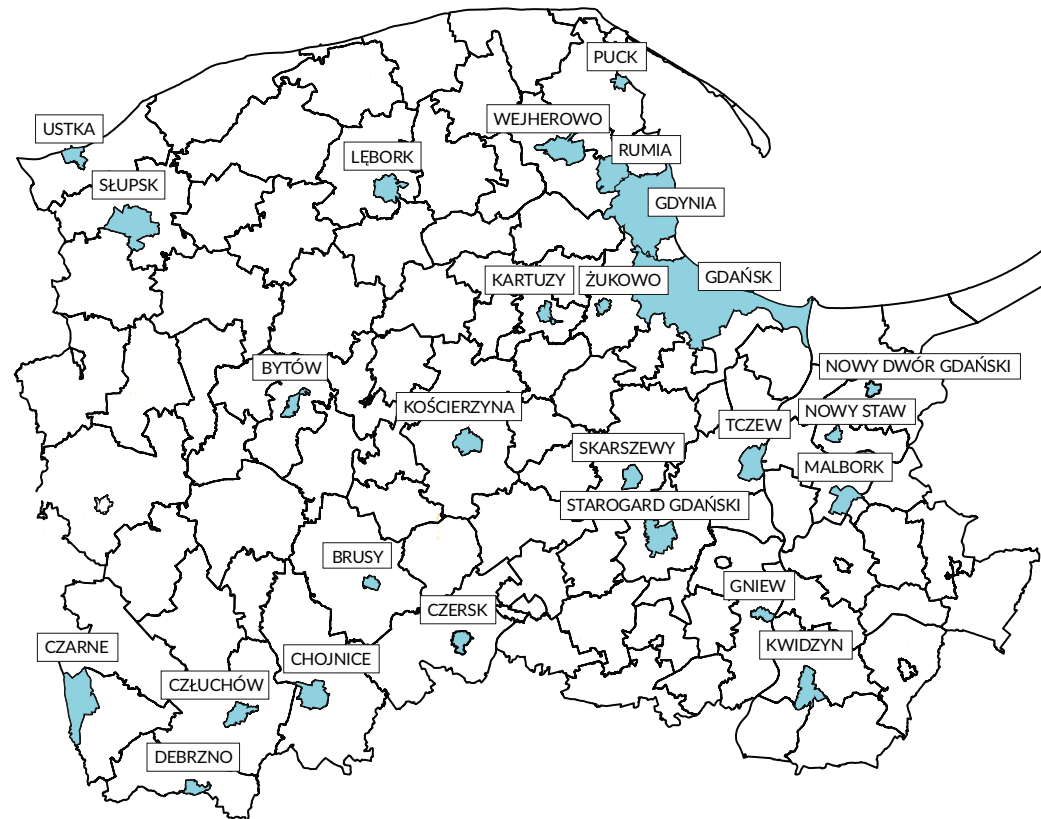 PUCK
WEJHEROWO
USTKA
RUMIA
LĘBORK
SŁUPSK
GDYNIA
KARTUZY
ŻUKOWO
GDAŃSK
BYTÓW
NOWY DWÓR GDAŃSKI
KOŚCIERZYNA
NOWY STAW
TCZEW
SKARSZEWY
MALBORK
STAROGARD GDAŃSKI
BRUSY
GNIEW
CZERSK
CZARNE
CHOJNICE
KWIDZYN
CZŁUCHÓW
DEBRZNO